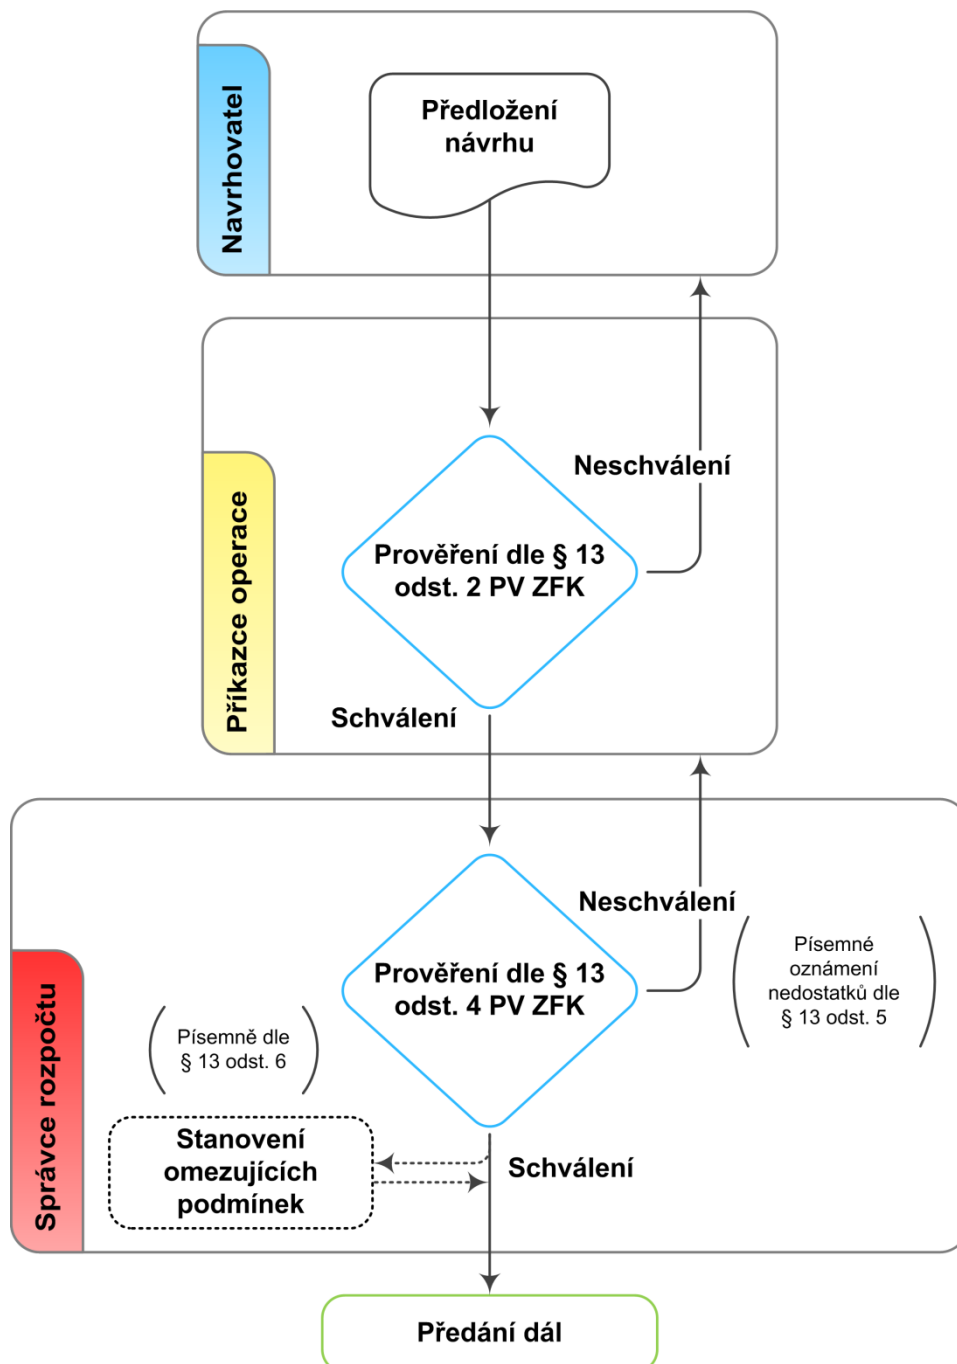 Navrhovatel
Předložení
návrhu
Příkazce operace
Neschválení
Prověření dle § 13
odst. 2 PV ZFK
Schválení
Správce rozpočtu
Neschválení
Prověření dle § 13
odst. 4 PV ZFK
Písemné
oznámení
nedostatků dle
§ 13 odst. 5
Písemně dle
§ 13 odst. 6
Stanovení
omezujících
podmínek
Schválení
Předání dál